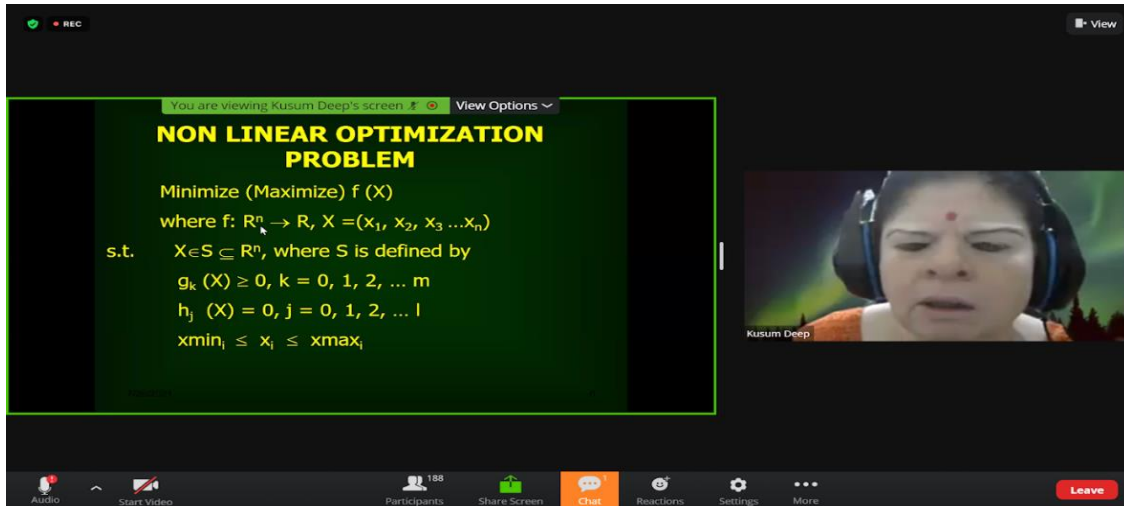 REC
View
You are viewing Kusum Deep's screen
View Options
NON LINEAR OPTIMIZATION
PROBLEM
Minimize (Maximize) f (X)
where f: Rⁿ → R, X =(x₁, x₂, x₃ ...xₙ)
s.t. X∈S ⊆ Rⁿ, where S is defined by
gₖ (X) ≥ 0, k = 0, 1, 2, ... m
hⱼ (X) = 0, j = 0, 1, 2, ... l
xminᵢ ≤ xᵢ ≤ xmaxᵢ
Kusum Deep
Audio
Start Video
Participants 188
Share Screen
Chat 1
Reactions
Settings
More
Leave